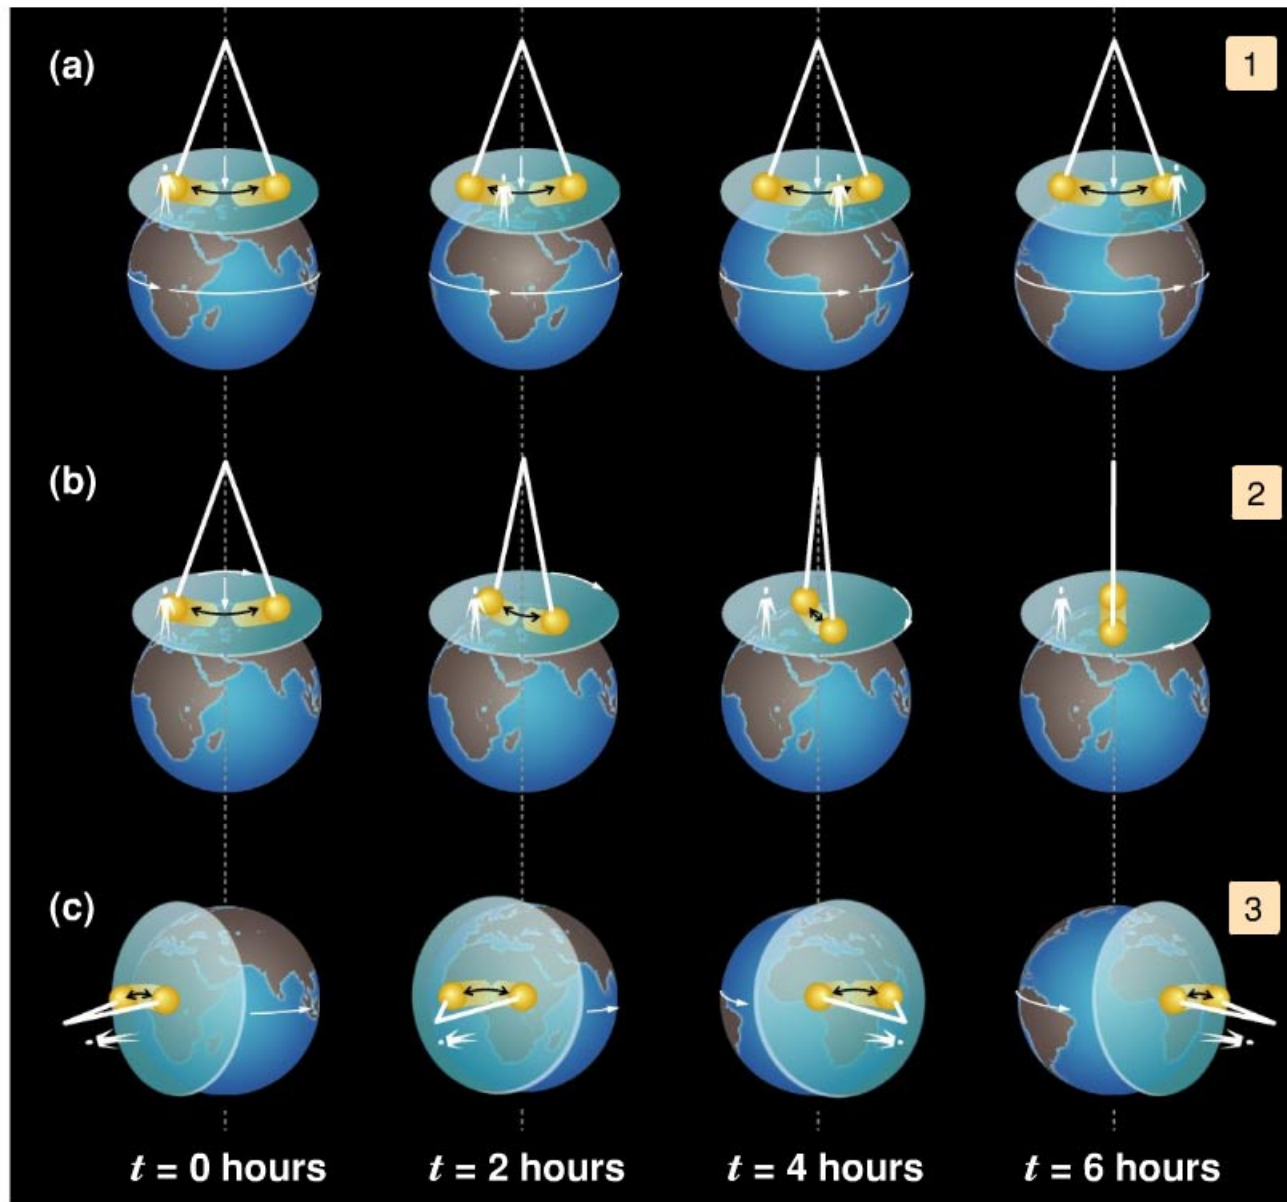 (a)
1
(b)
2
(c)
3
t = 0 hours t = 2 hours t = 4 hours t = 6 hours